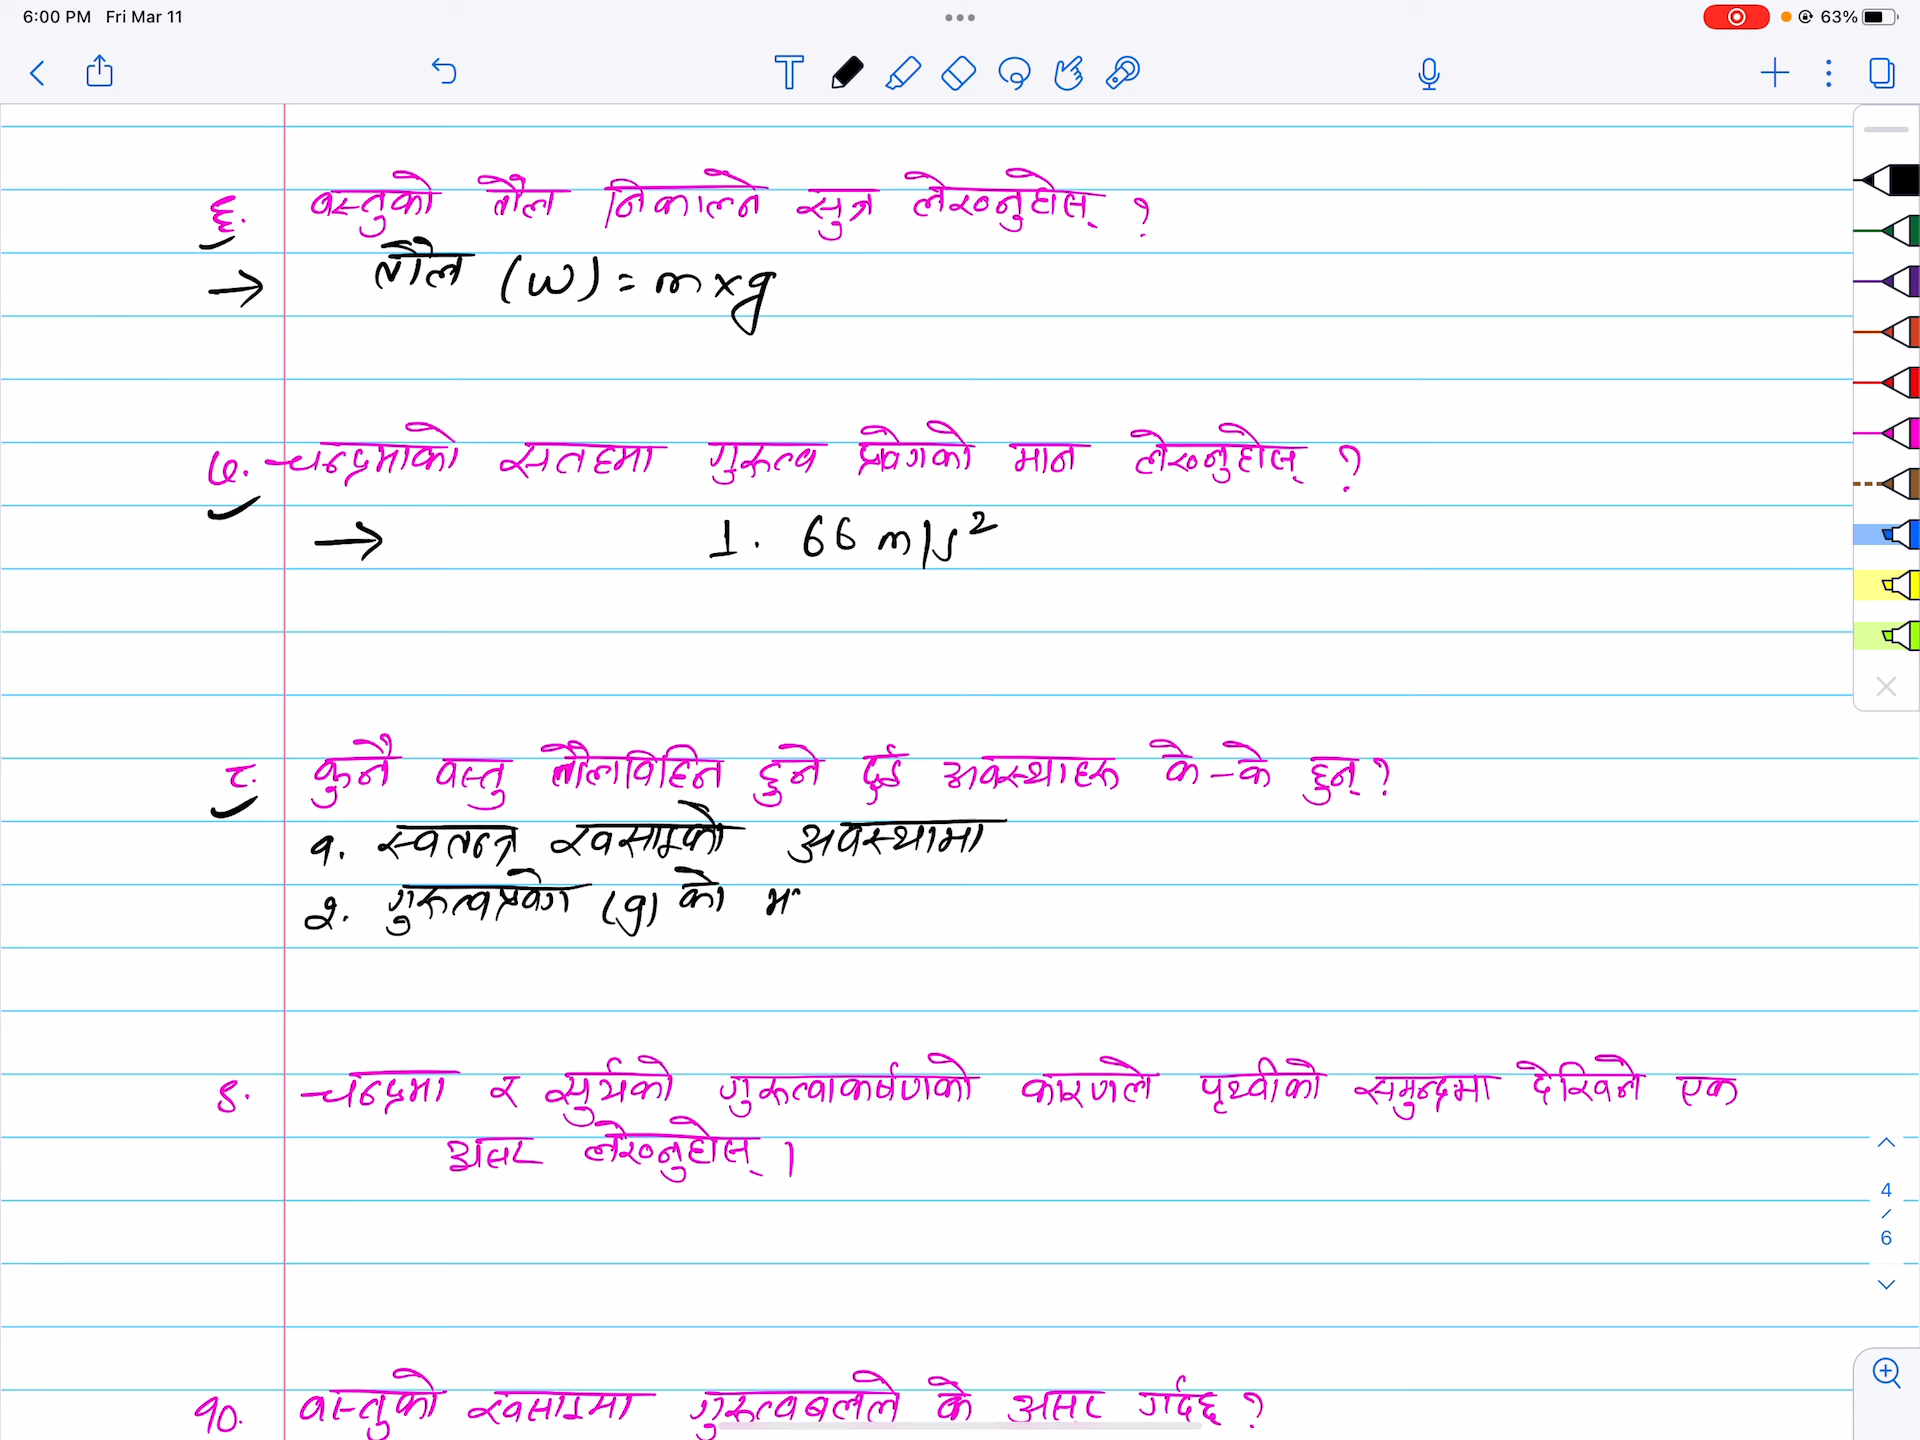 6:00 PM Fri Mar 11
63%
६. वस्तुको तौल निकाल्ने सुत्र लेख्नुहोस् ?
→ तौल (W) = m×g
७. चन्द्रमाको सतहमा गुरुत्व प्रवेगको मान लेख्नुहोस् ?
→ 1.66 m/s²
८. कुनै वस्तु तौलविहिन हुने दुई अवस्थाहरु के-के हुन् ?
१. स्वतन्त्र खसाइको अवस्थामा
२. गुरुत्वप्रवेग (g) को
९. चन्द्रमा र सुर्यको गुरुत्वाकर्षणको कारणले पृथ्वीको समुन्द्रमा देखिने एक
असर लेख्नुहोस् ।
4
/
6
१०. वस्तुको खसाइमा गुरुत्वबलले के असर गर्दछ ?